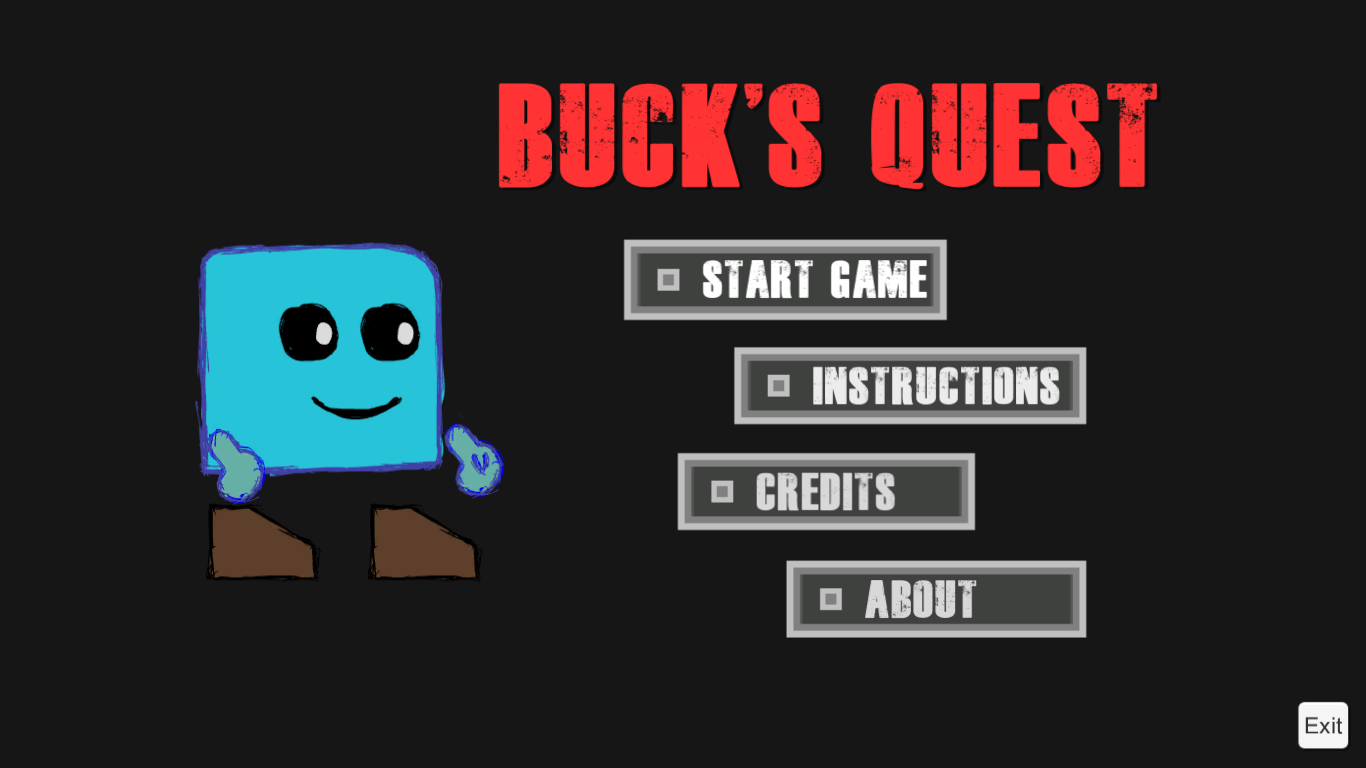 BUCK'S QUEST
START GAME
INSTRUCTIONS
CREDITS
ABOUT
Exit